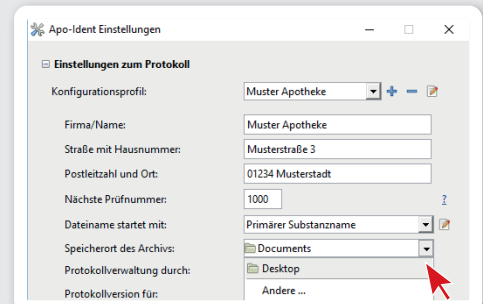 Apo-Ident Einstellungen
Einstellungen zum Protokoll
Konfigurationsprofil: Muster Apotheke
Firma/Name: Muster Apotheke
Straße mit Hausnummer: Musterstraße 3
Postleitzahl und Ort: 01234 Musterstadt
Nächste Prüfnummer: 1000 ?
Dateiname startet mit: Primärer Substanzname
Speicherort des Archivs: Documents
Protokollverwaltung durch: Desktop
Protokollversion für: Andere ...